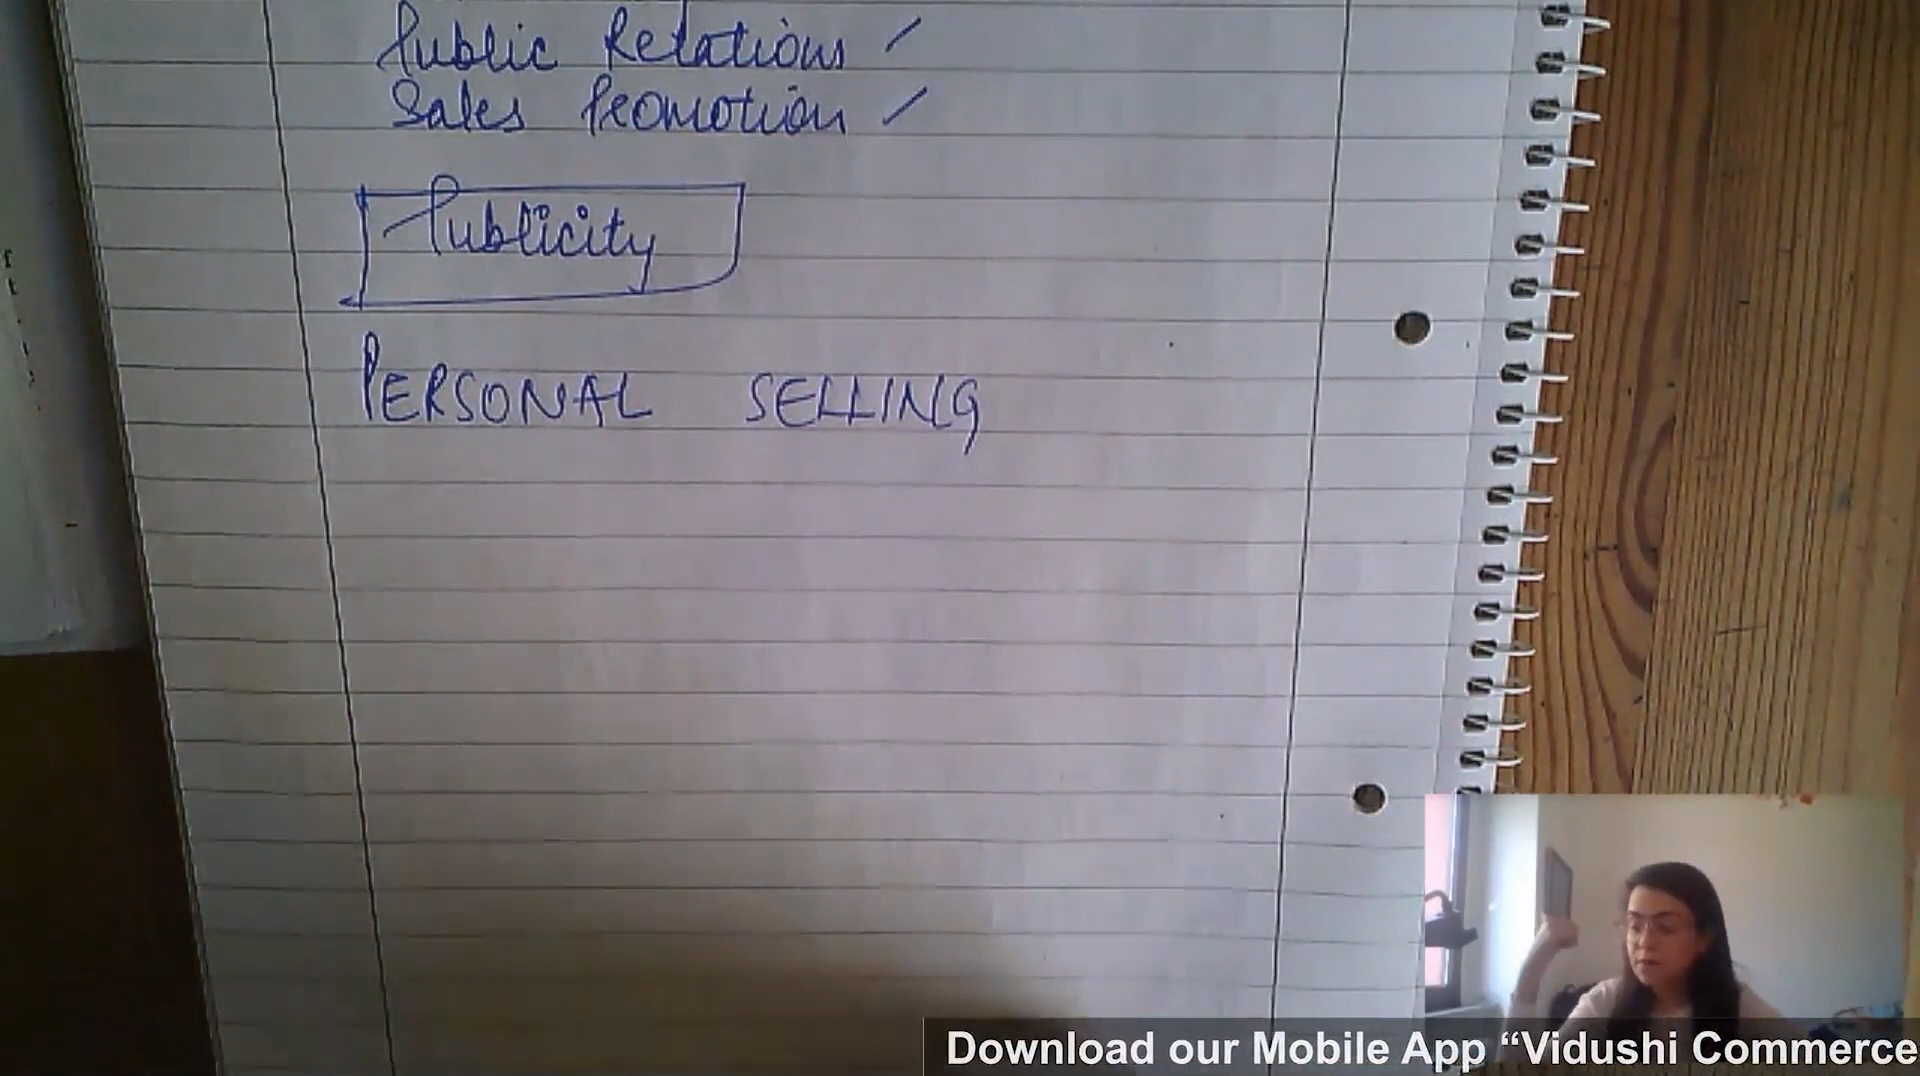 Public Relations
Sales Promotion
Publicity
PERSONAL SELLING
Download our Mobile App “Vidushi Commerce